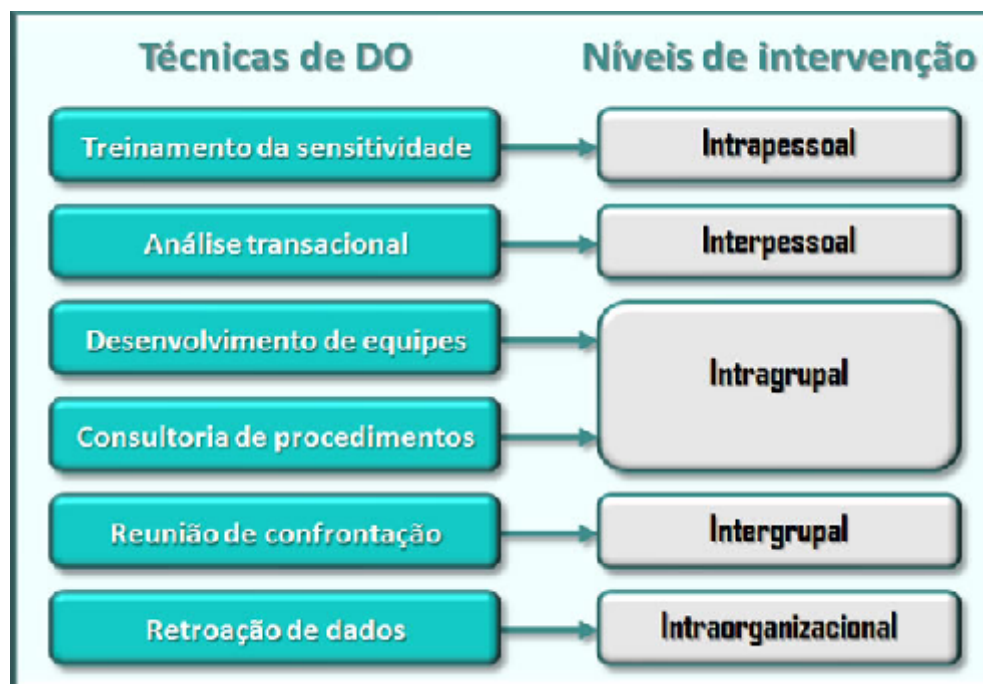 Técnicas de DO Níveis de intervenção
Treinamento da sensitividade Intrapessoal
Análise transacional Interpessoal
Desenvolvimento de equipes
Intragrupal
Consultoria de procedimentos
Reunião de confrontação Intergrupal
Retroação de dados Intraorganizacional